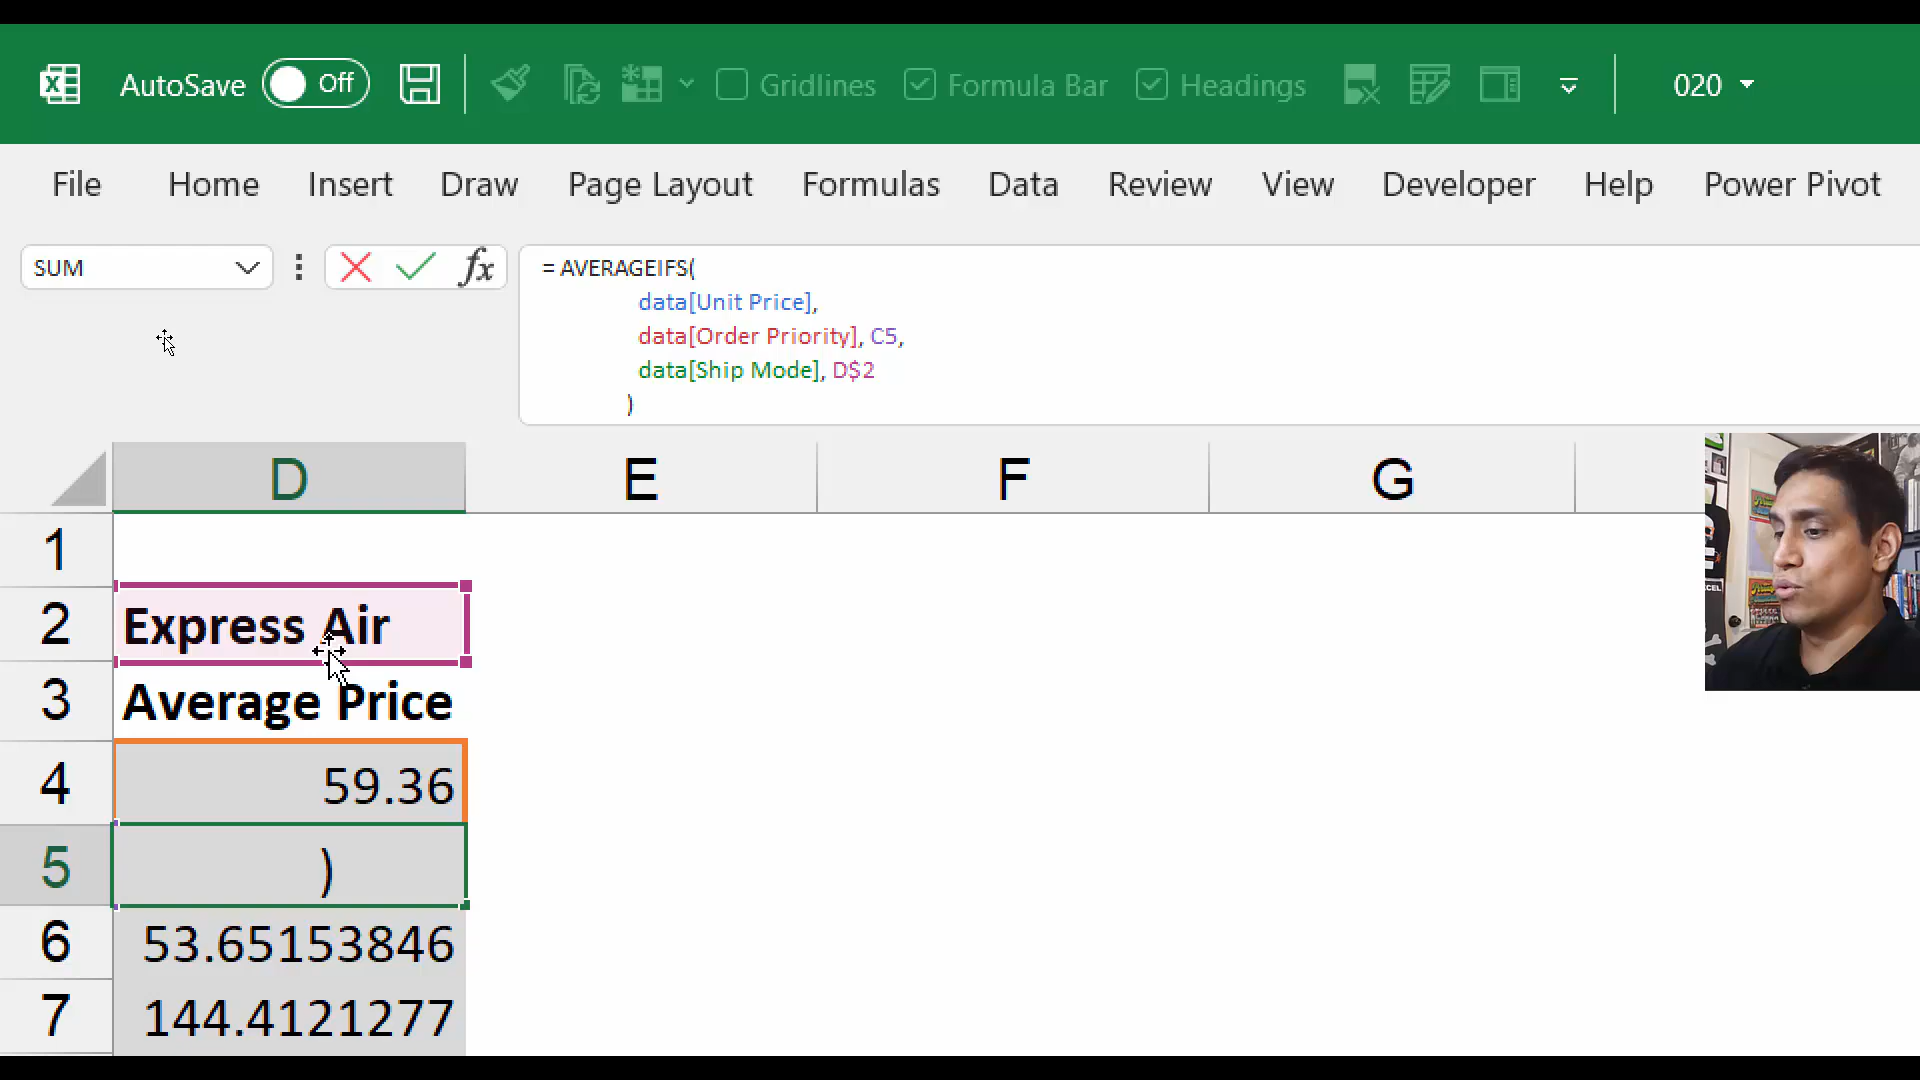 AutoSave Off Gridlines Formula Bar Headings 020
File Home Insert Draw Page Layout Formulas Data Review View Developer Help Power Pivot
SUM fx = AVERAGEIFS(
data[Unit Price],
data[Order Priority], C5,
data[Ship Mode], D$2
)
D E F G
1
2 Express Air
3 Average Price
4 59.36
5 )
6 53.65153846
7 144.4121277